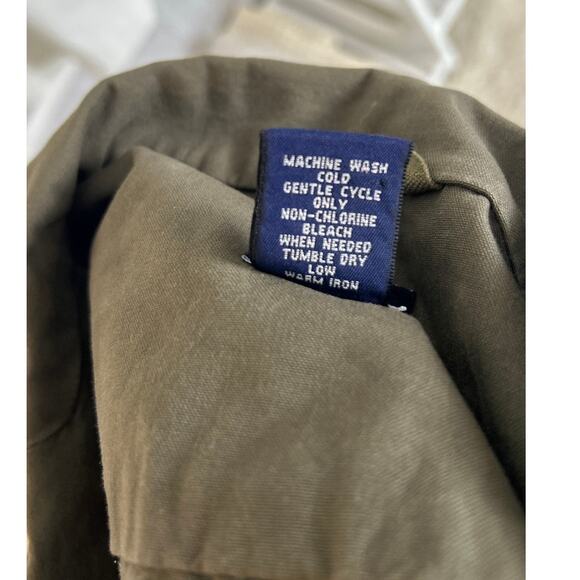 MACHINE WASH
COLD
GENTLE CYCLE
ONLY
NON-CHLORINE
BLEACH
WHEN NEEDED
TUMBLE DRY
LOW
WARM IRON